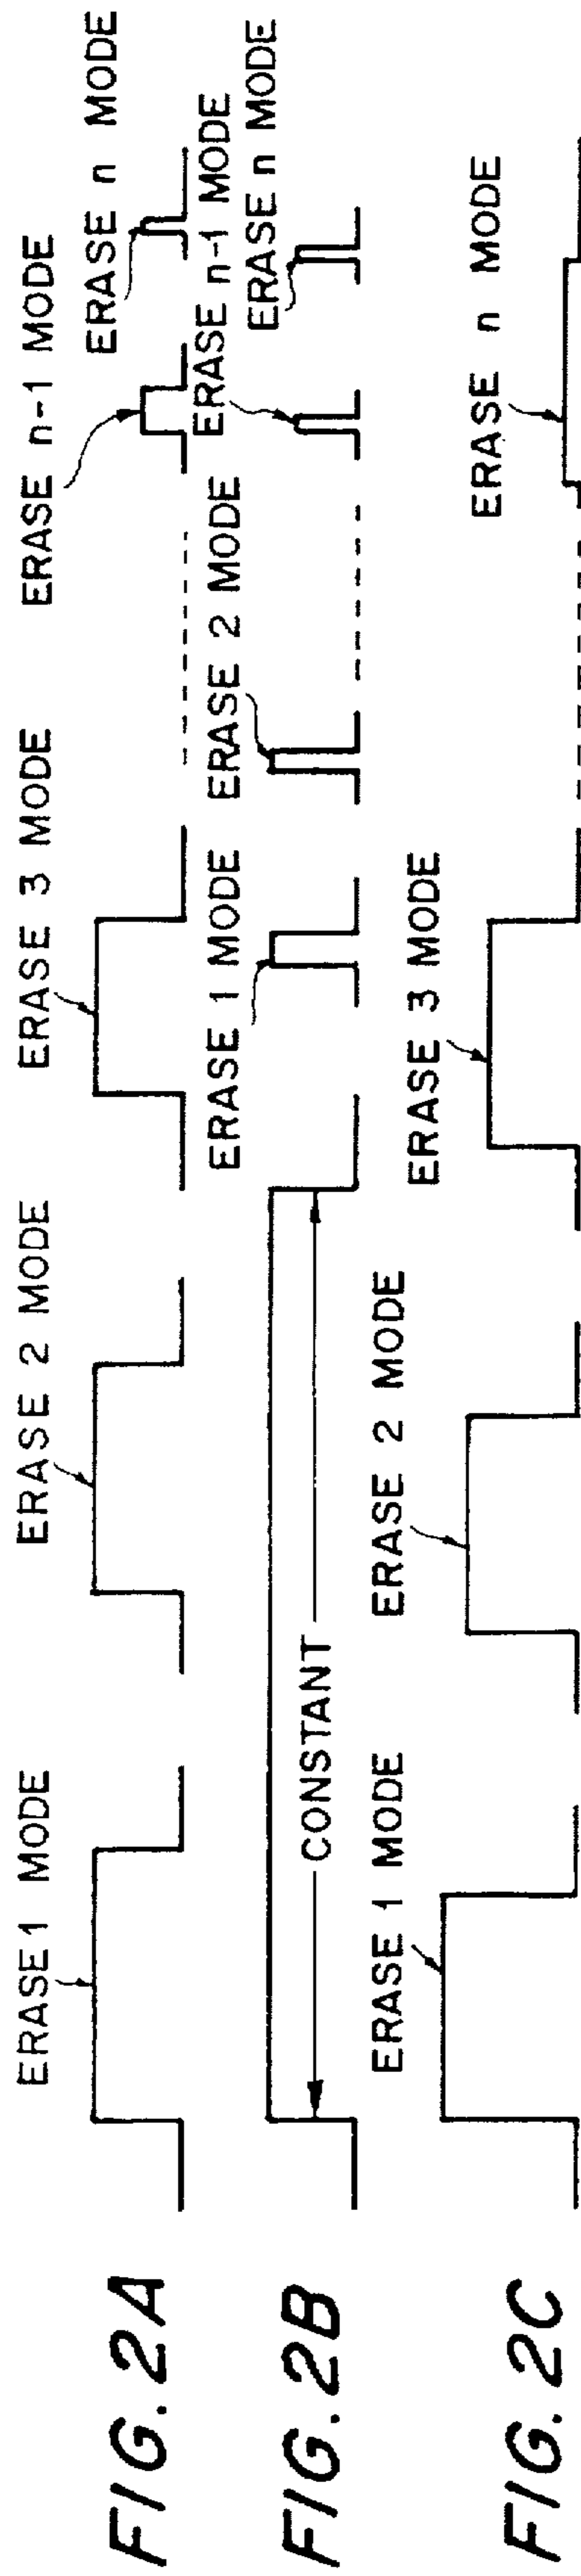 FIG. 2A
ERASE 1 MODE
ERASE 2 MODE
ERASE 3 MODE
ERASE n-1 MODE
ERASE n MODE
FIG. 2B
CONSTANT
ERASE 1 MODE
ERASE 2 MODE
ERASE n-1 MODE
ERASE n MODE
FIG. 2C
ERASE 1 MODE
ERASE 2 MODE
ERASE 3 MODE
ERASE n MODE